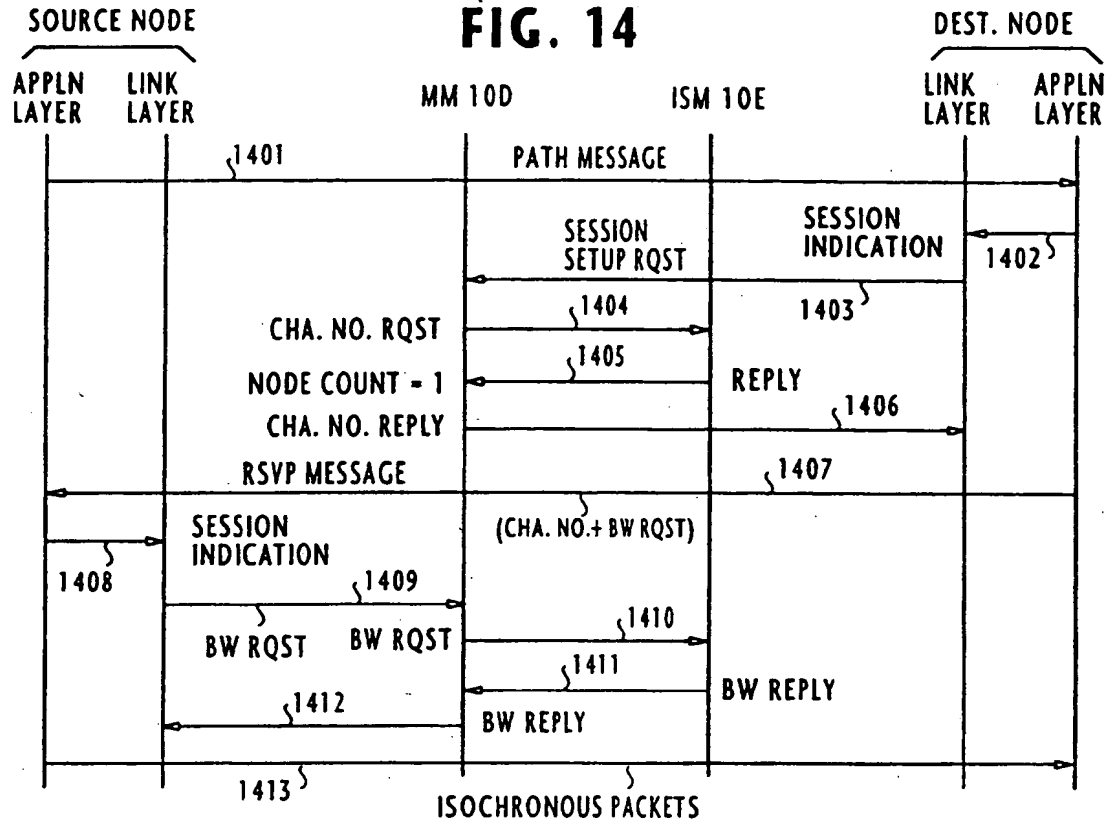 FIG. 14
SOURCE NODE
DEST. NODE
APPLN LAYER
LINK LAYER
MM 10D
ISM 10E
LINK LAYER
APPLN LAYER
1401
PATH MESSAGE
SESSION INDICATION
1402
SESSION SETUP RQST
1403
CHA. NO. RQST
1404
1405
NODE COUNT = 1
REPLY
CHA. NO. REPLY
1406
RSVP MESSAGE
1407
(CHA. NO.+ BW RQST)
SESSION INDICATION
1408
1409
BW RQST
BW RQST
1410
1411
BW REPLY
1412
BW REPLY
1413
ISOCHRONOUS PACKETS